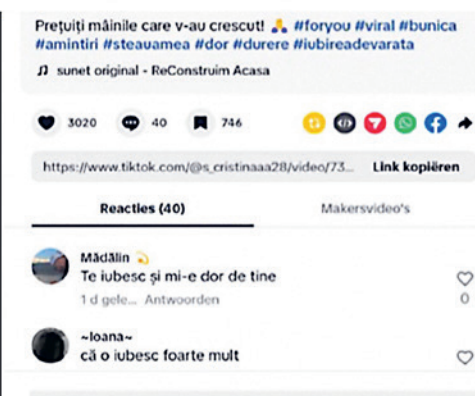 Prețuiți mâinile care v-au crescut! 🙏 #foryou #viral #bunica
#amintiri #steauamea #dor #durere #iubireadevarata
sunet original - ReConstruim Acasa
3020 40 746
https://www.tiktok.com/@s_cristinaaa28/video/73... Link kopiëren
Reacties (40) Makersvideo's
Mădălin 💫
Te iubesc și mi-e dor de tine
1 d gele... Antwoorden 0
~Ioana~
că o iubesc foarte mult